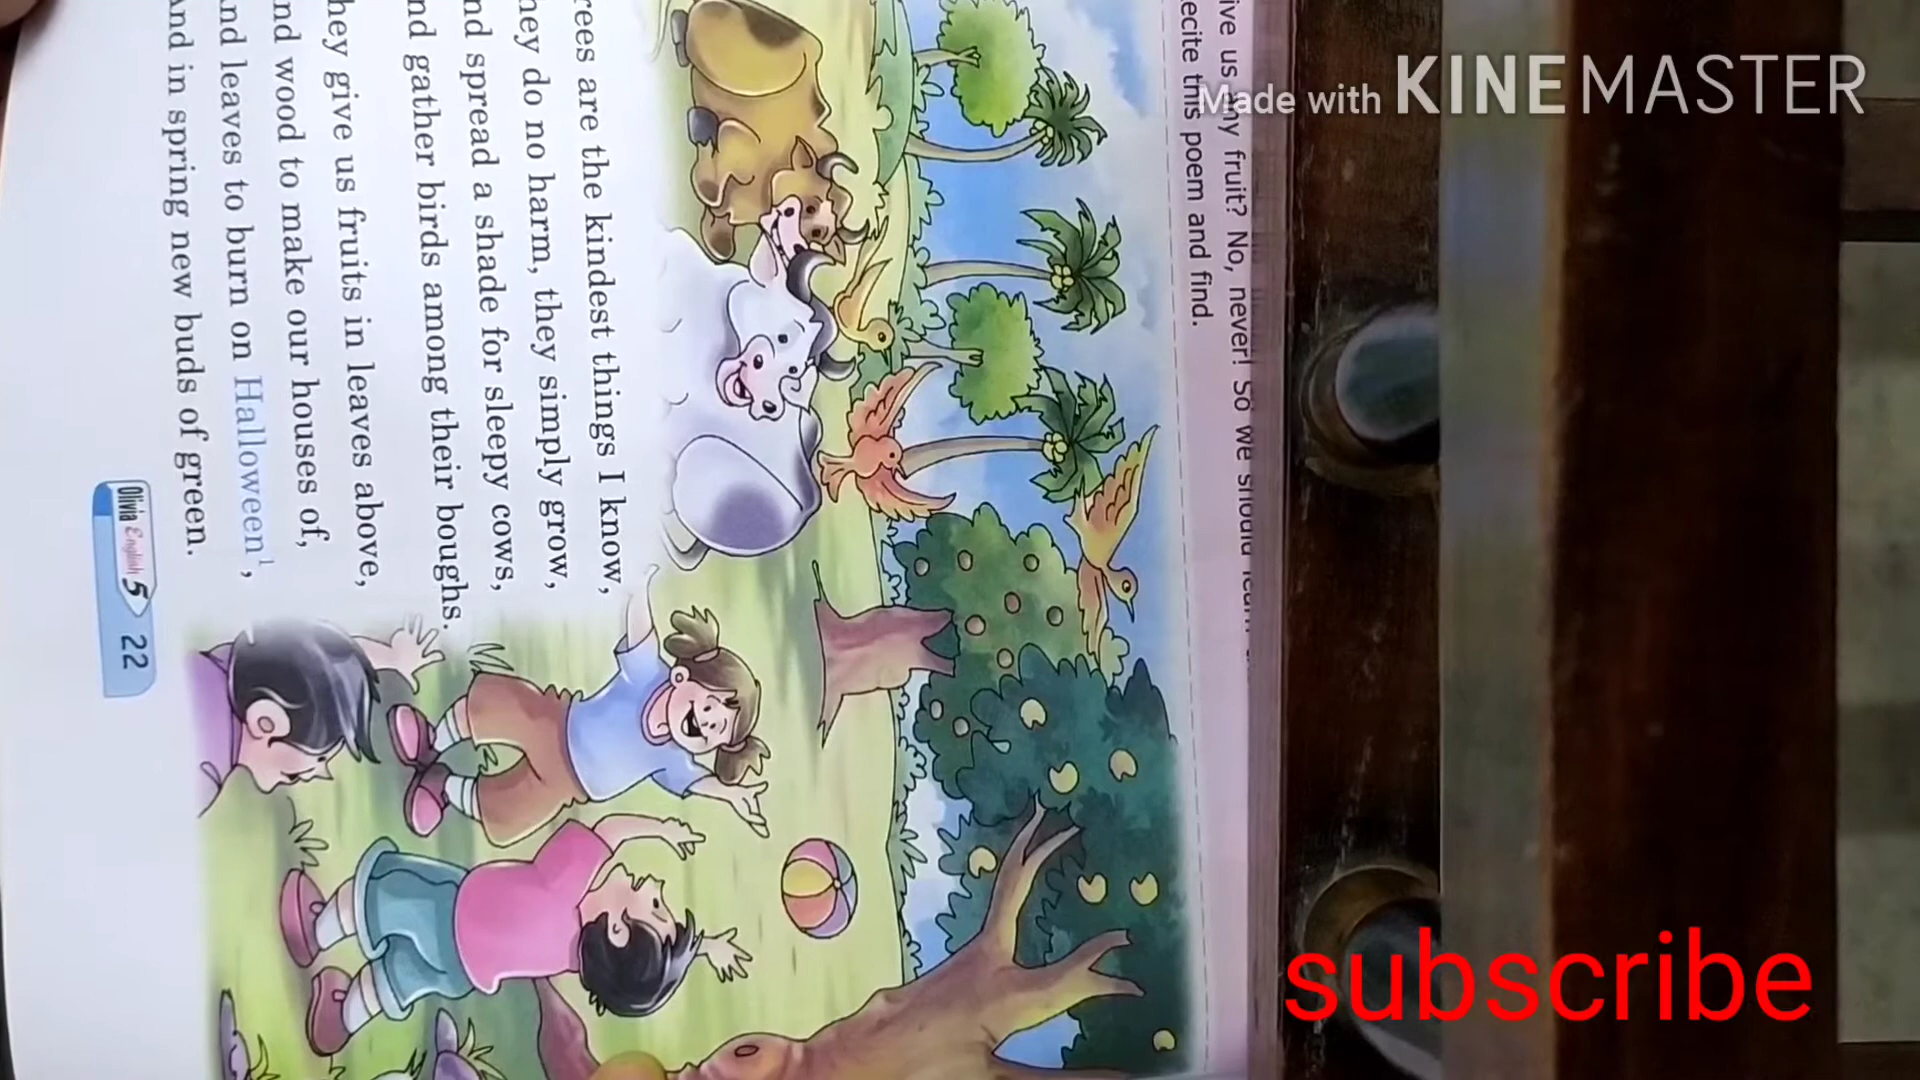 Made with KINEMASTER
ive us any fruit? No, never! So we should learn
ecite this poem and find.
rees are the kindest things I know,
hey do no harm, they simply grow,
nd spread a shade for sleepy cows,
nd gather birds among their boughs.
hey give us fruits in leaves above,
nd wood to make our houses of,
nd leaves to burn on Halloween¹,
And in spring new buds of green.
Olivia English 5 22
subscribe